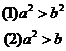 (1)a² > b²
(2)a² > b